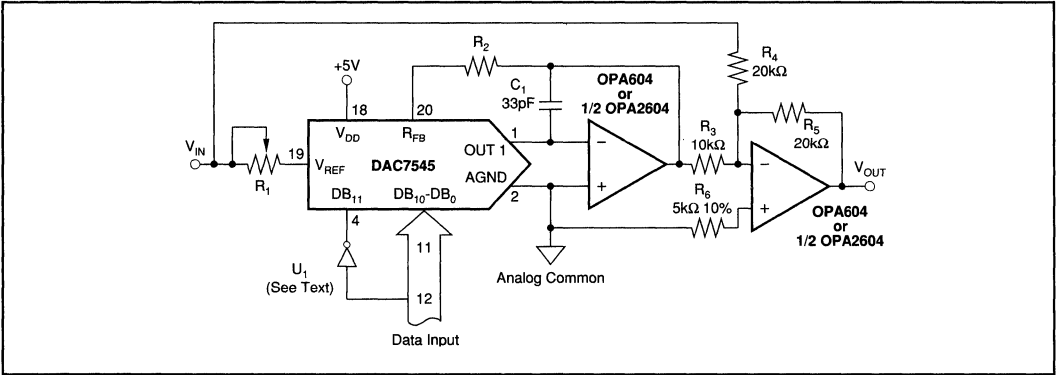 R2
+5V
C1
33pF
OPA604
or
1/2 OPA2604
R4
20kΩ
18
20
VDD
RFB
1
R3
10kΩ
R5
20kΩ
VIN
19
VREF
DAC7545
OUT 1
–
–
VOUT
R1
AGND
+
R6
5kΩ 10%
+
DB11
DB10-DB0
2
OPA604
or
1/2 OPA2604
4
11
Analog Common
U1
(See Text)
12
Data Input